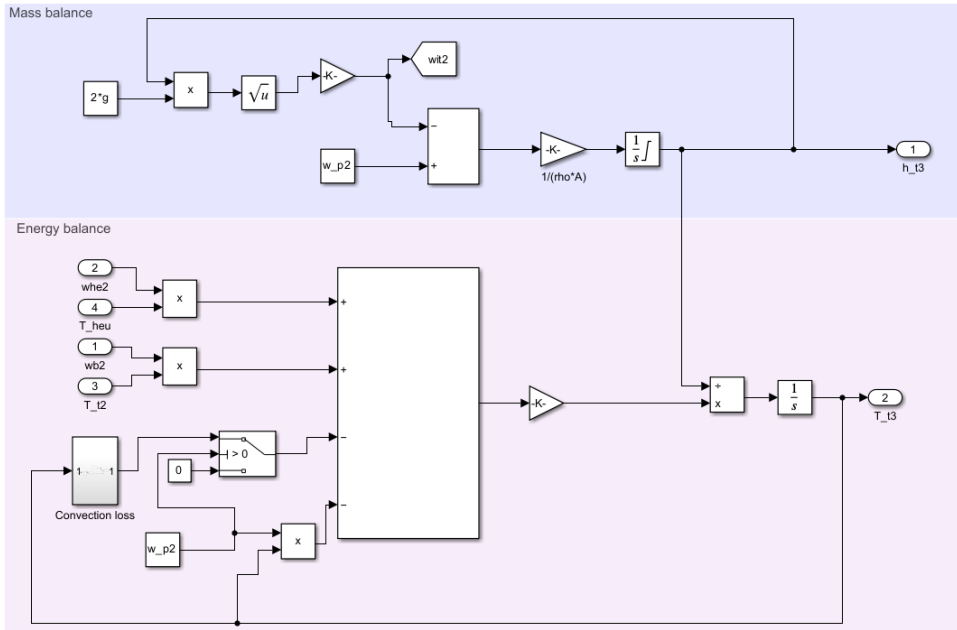 Mass balance
2*g
x
√u
-K-
wit2
−
+
w_p2
-K-
1/(rho*A)
1
s
1
h_t3
Energy balance
2
whe2
4
T_heu
x
1
wb2
3
T_t2
x
+
+
−
−
-K-
÷
x
1
s
2
T_t3
1
1
Convection loss
> 0
0
w_p2
x